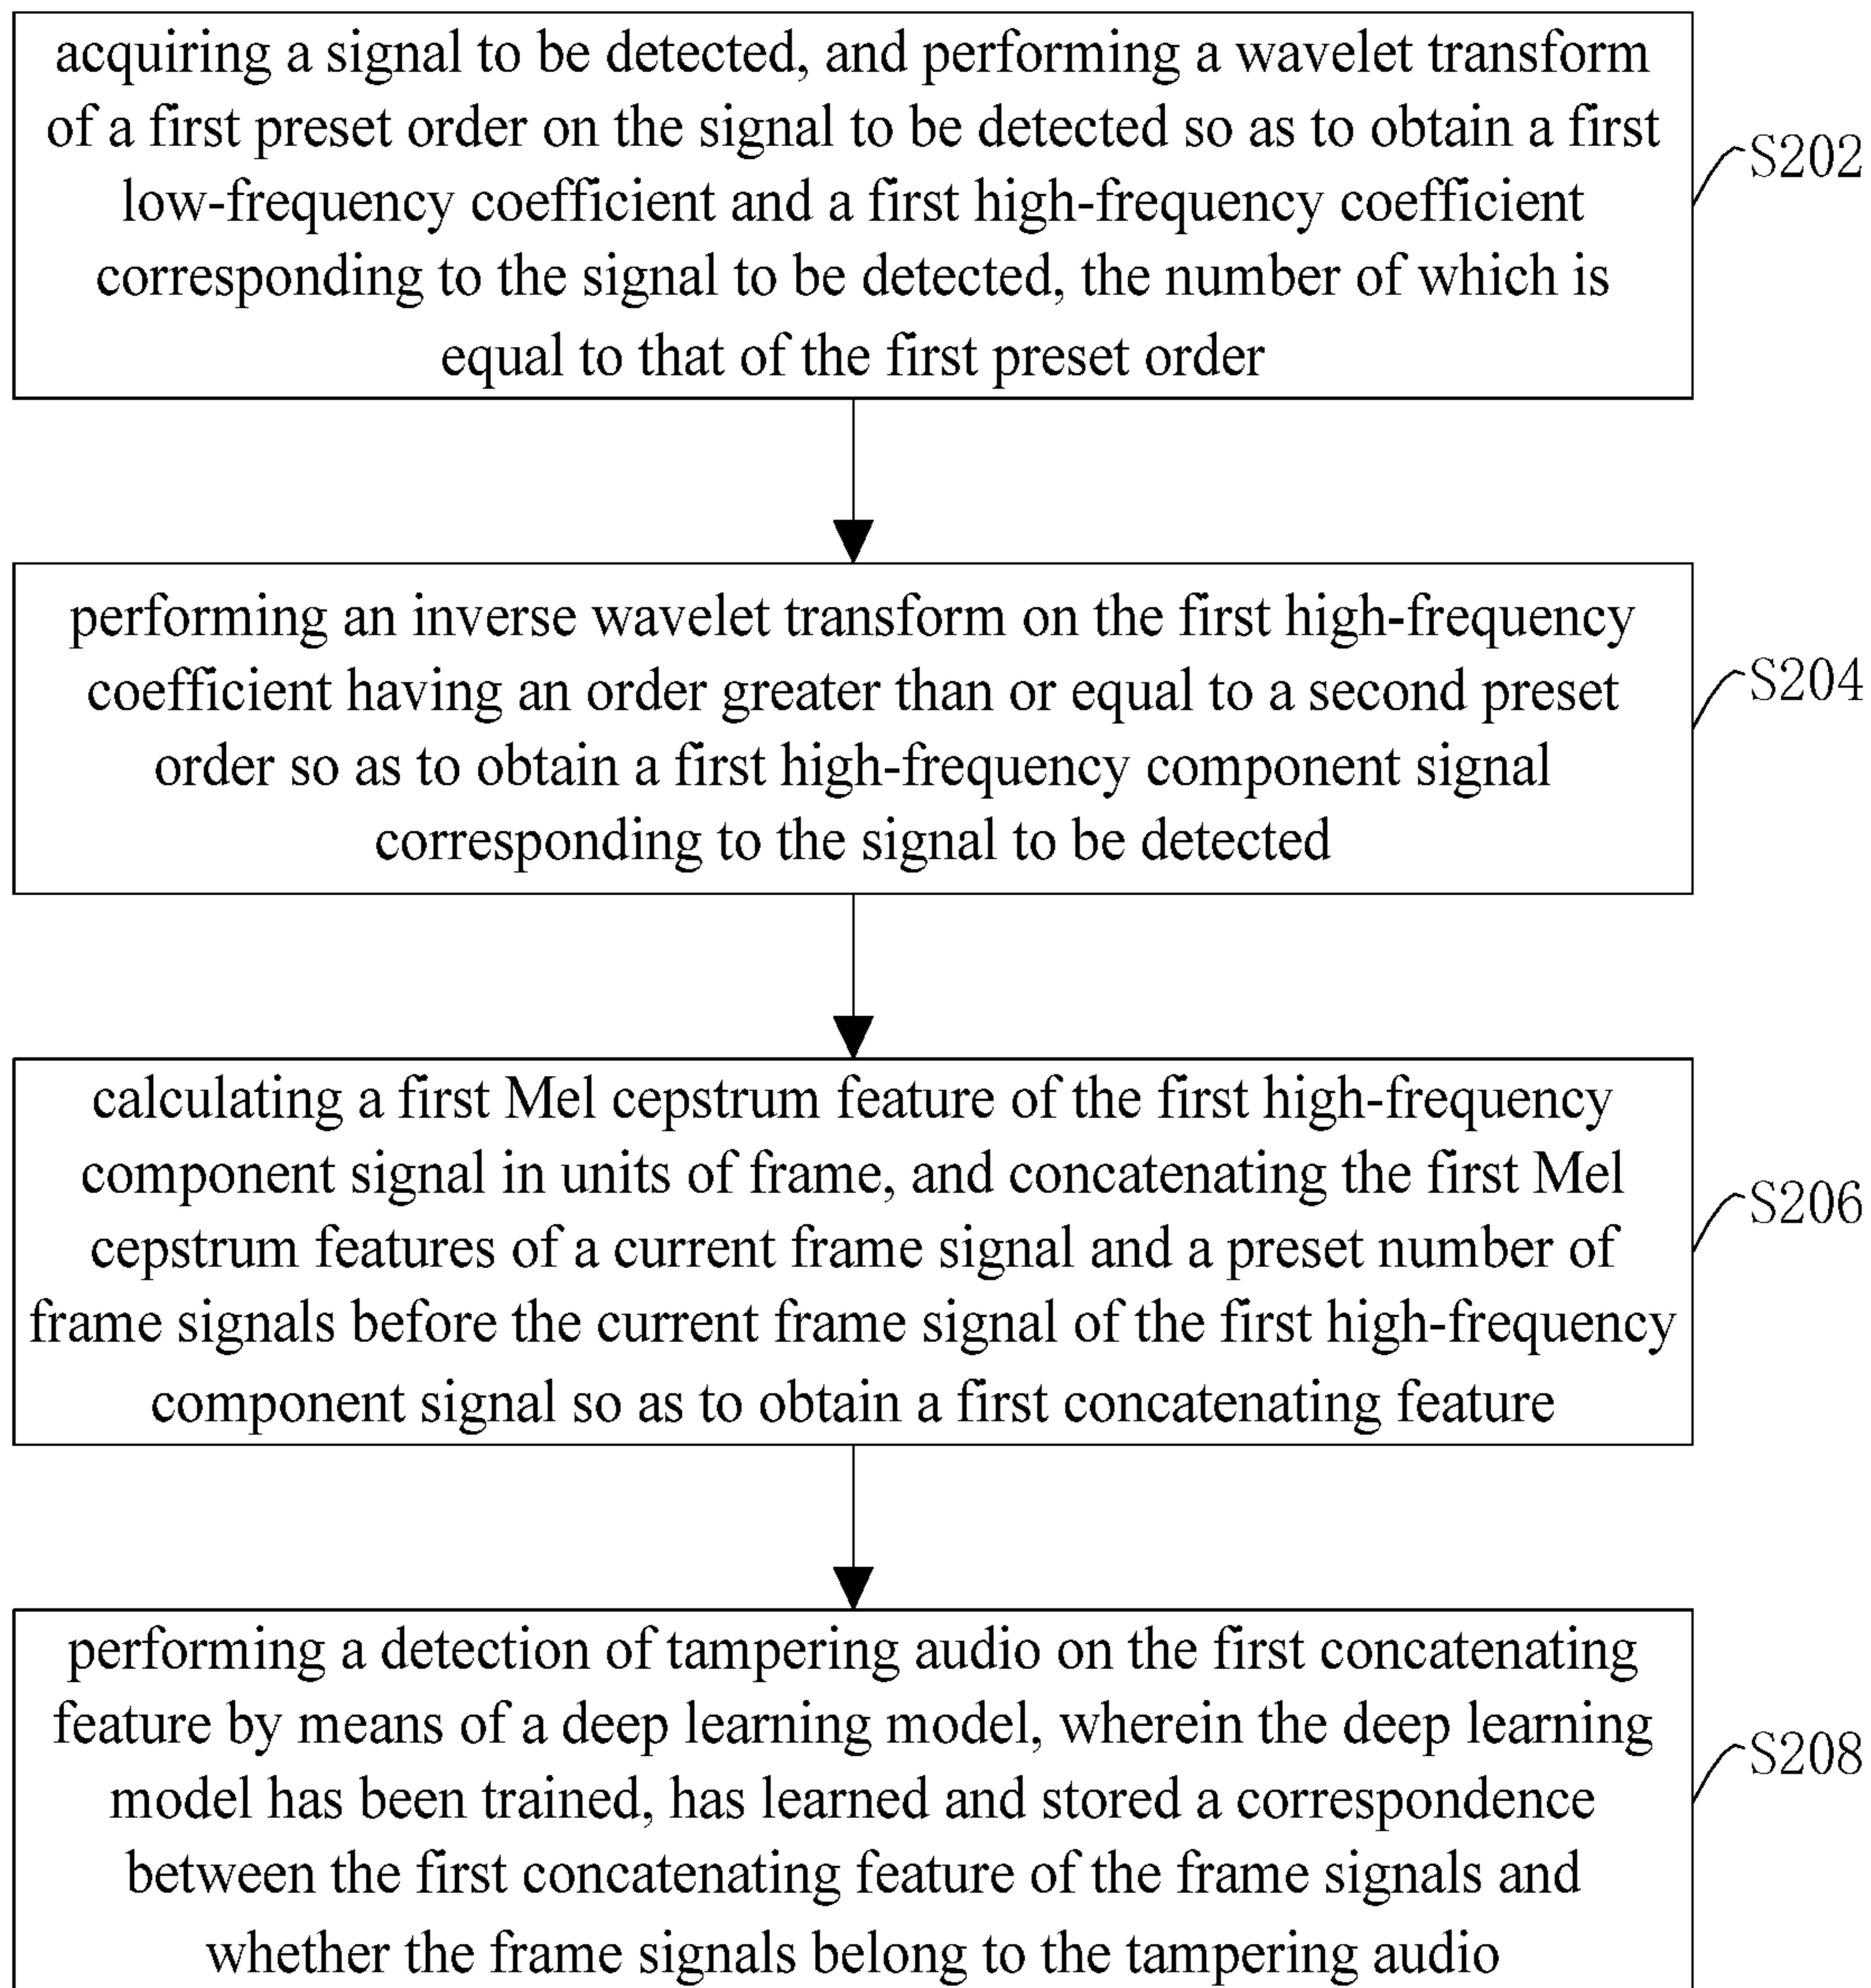 acquiring a signal to be detected, and performing a wavelet transform
of a first preset order on the signal to be detected so as to obtain a first
low-frequency coefficient and a first high-frequency coefficient
corresponding to the signal to be detected, the number of which is
equal to that of the first preset order
S202
performing an inverse wavelet transform on the first high-frequency
coefficient having an order greater than or equal to a second preset
order so as to obtain a first high-frequency component signal
corresponding to the signal to be detected
S204
calculating a first Mel cepstrum feature of the first high-frequency
component signal in units of frame, and concatenating the first Mel
cepstrum features of a current frame signal and a preset number of
frame signals before the current frame signal of the first high-frequency
component signal so as to obtain a first concatenating feature
S206
performing a detection of tampering audio on the first concatenating
feature by means of a deep learning model, wherein the deep learning
model has been trained, has learned and stored a correspondence
between the first concatenating feature of the frame signals and
whether the frame signals belong to the tampering audio
S208